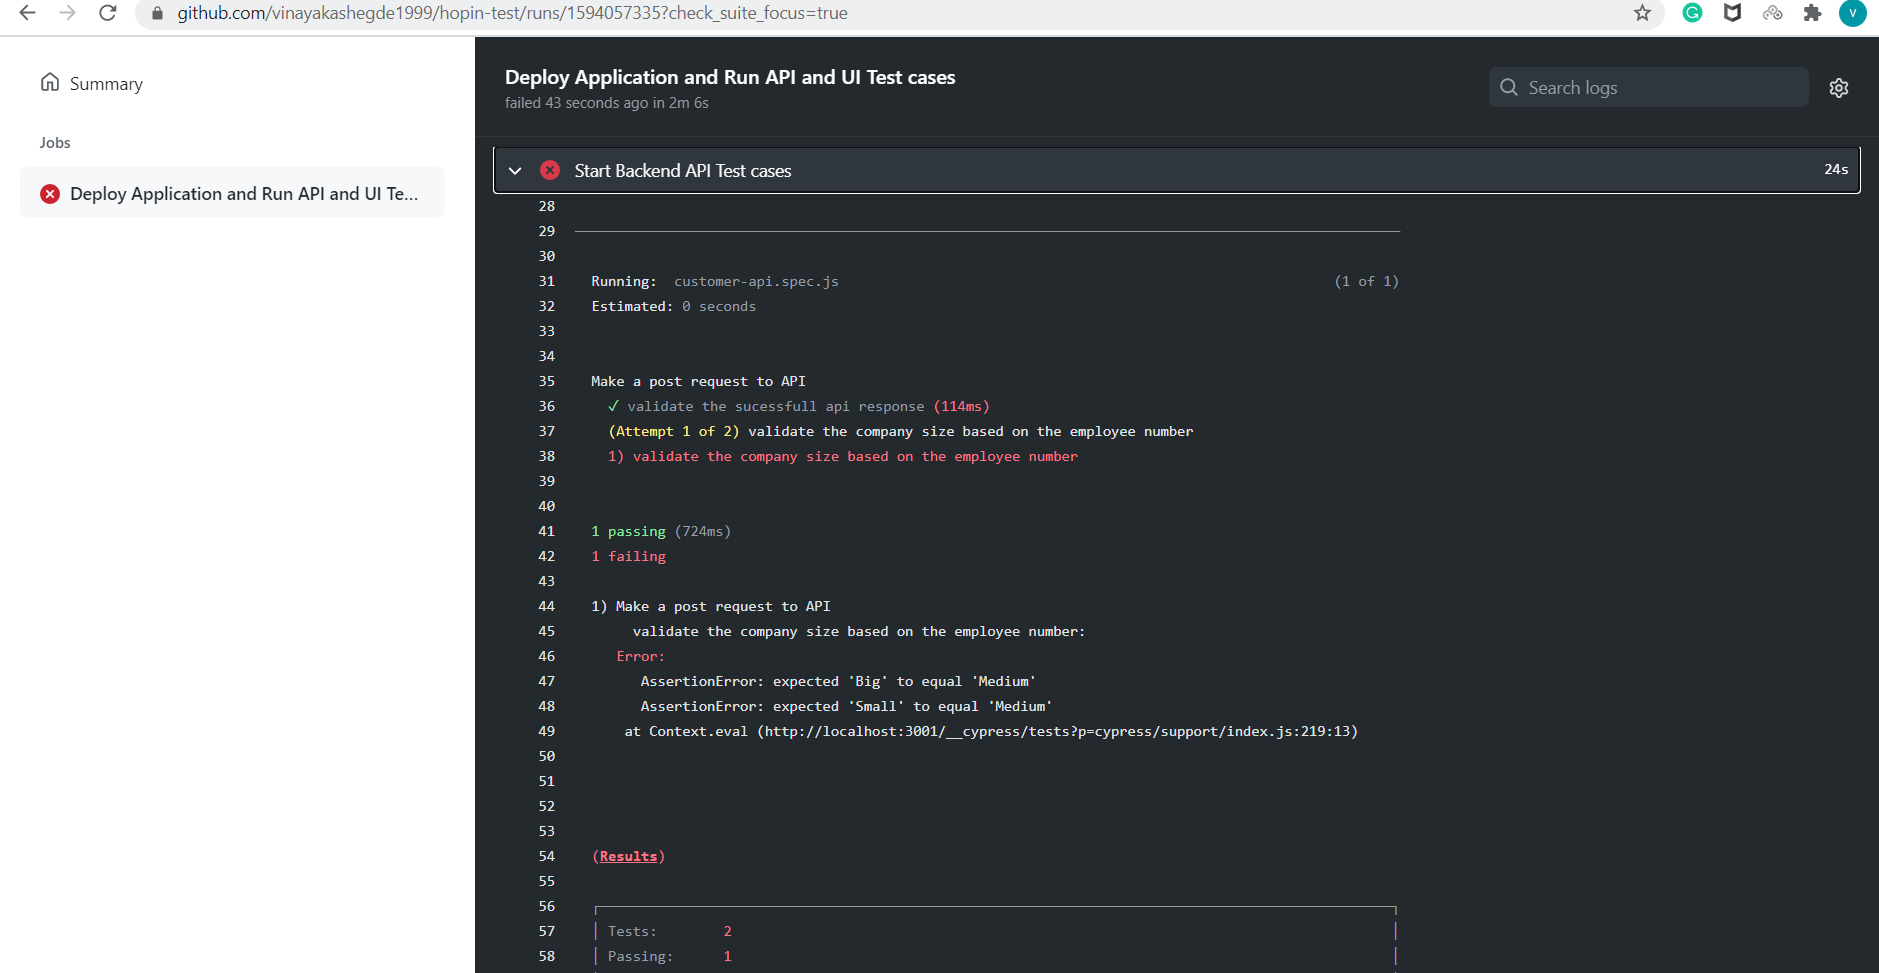 github.com/vinayakashegde1999/hopin-test/runs/1594057335?check_suite_focus=true
V
Summary
Jobs
Deploy Application and Run API and UI Te...
Deploy Application and Run API and UI Test cases
failed 43 seconds ago in 2m 6s
Search logs
Start Backend API Test cases 24s
28
29
30
31 Running: customer-api.spec.js (1 of 1)
32 Estimated: 0 seconds
33
34
35 Make a post request to API
36 ✓ validate the sucessfull api response (114ms)
37 (Attempt 1 of 2) validate the company size based on the employee number
38 1) validate the company size based on the employee number
39
40
41 1 passing (724ms)
42 1 failing
43
44 1) Make a post request to API
45 validate the company size based on the employee number:
46 Error:
47 AssertionError: expected 'Big' to equal 'Medium'
48 AssertionError: expected 'Small' to equal 'Medium'
49 at Context.eval (http://localhost:3001/__cypress/tests?p=cypress/support/index.js:219:13)
50
51
52
53
54 (Results)
55
56
57 Tests: 2
58 Passing: 1